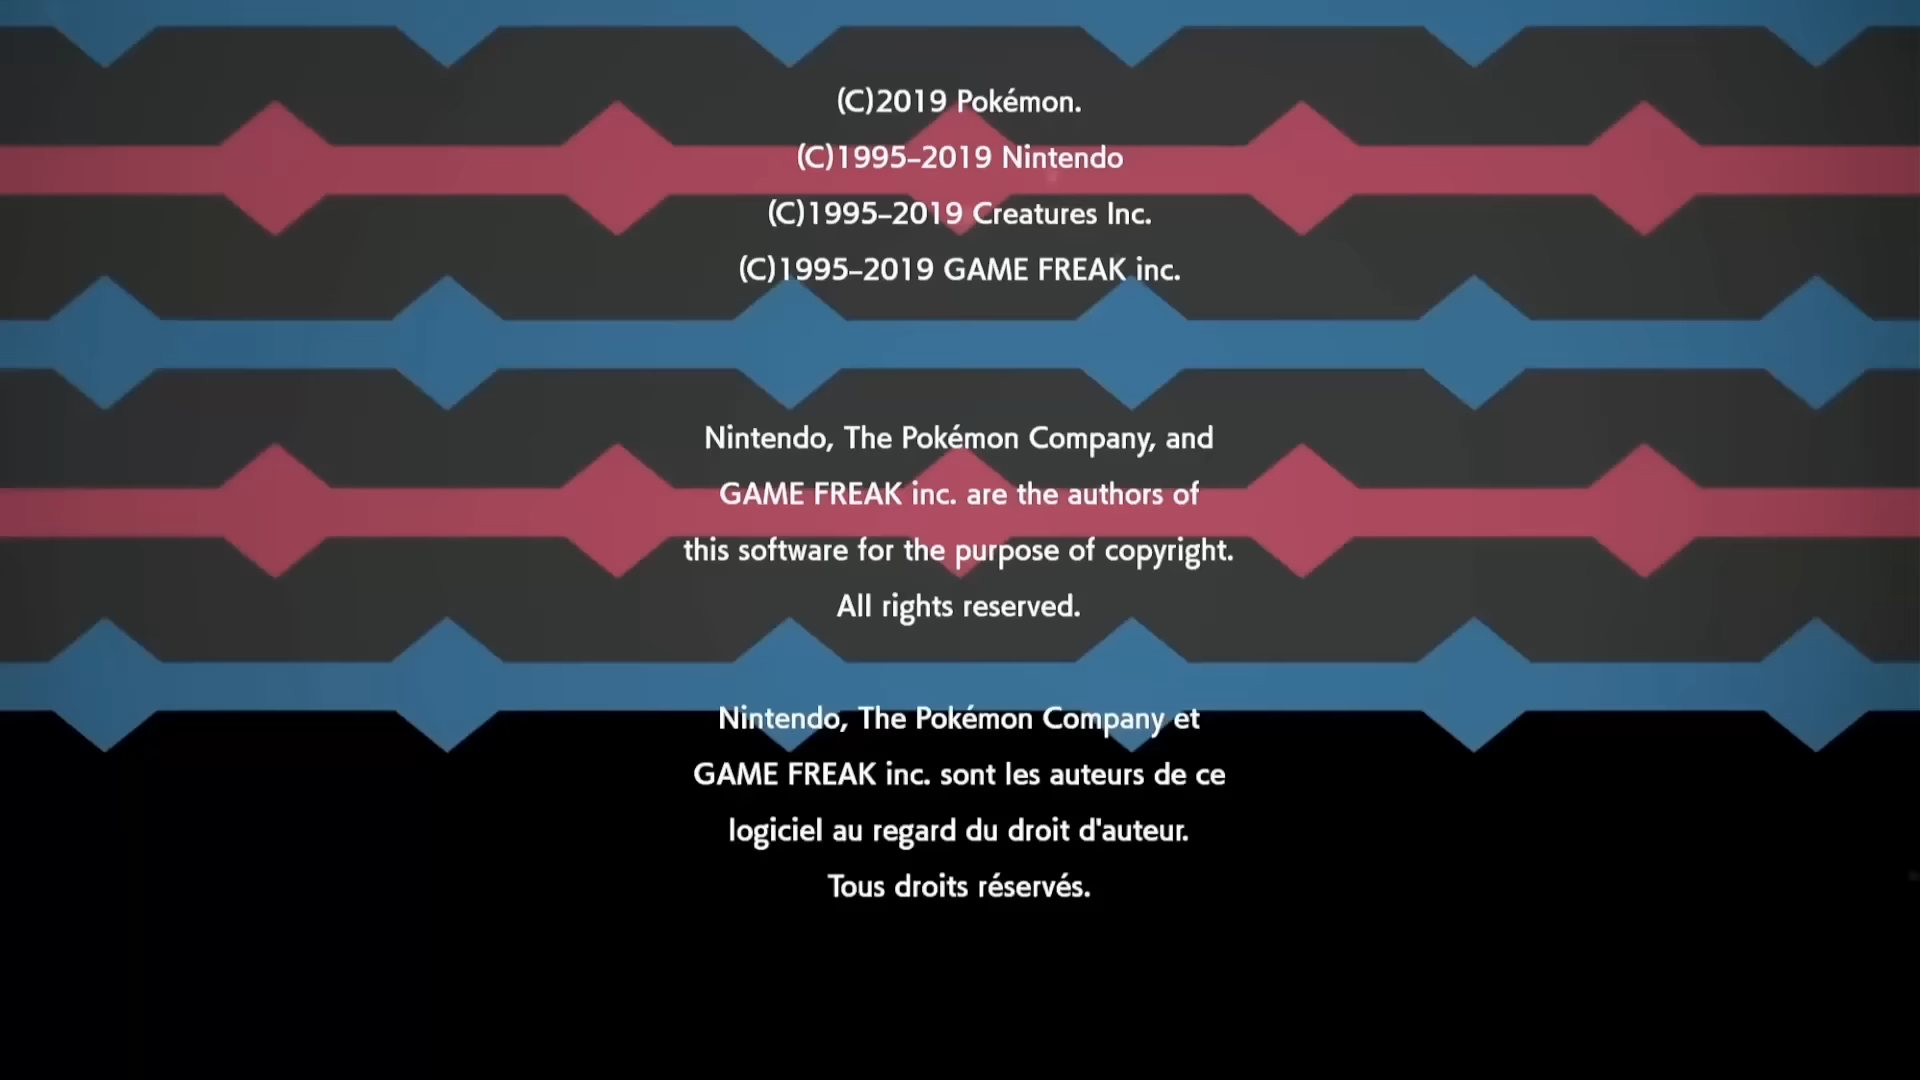 (C)2019 Pokémon.
(C)1995–2019 Nintendo
(C)1995–2019 Creatures Inc.
(C)1995–2019 GAME FREAK inc.
Nintendo, The Pokémon Company, and
GAME FREAK inc. are the authors of
this software for the purpose of copyright.
All rights reserved.
Nintendo, The Pokémon Company et
GAME FREAK inc. sont les auteurs de ce
logiciel au regard du droit d'auteur.
Tous droits réservés.